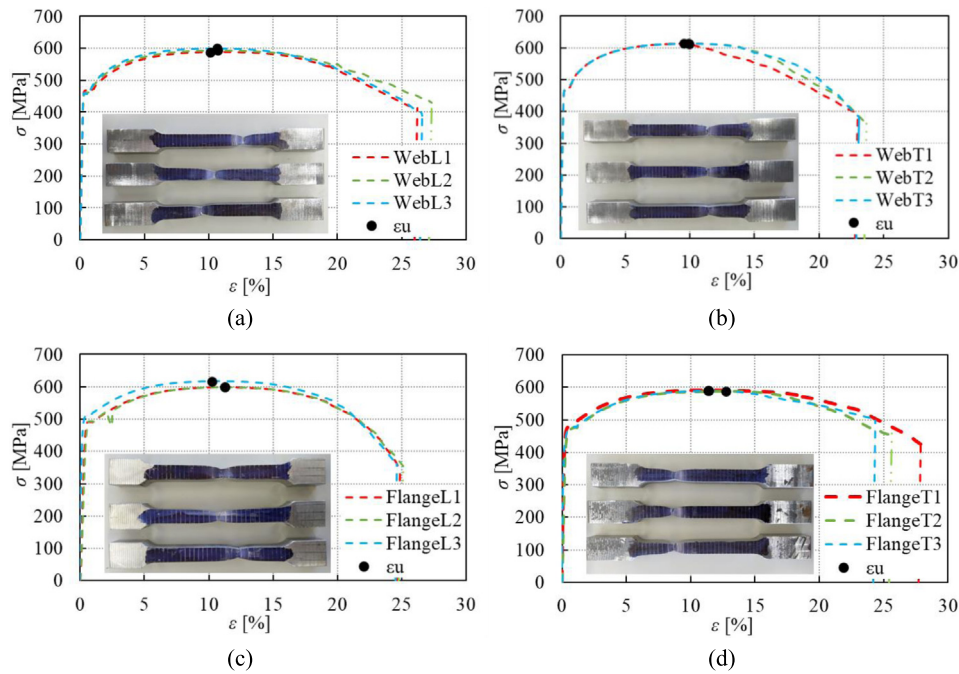 700
600
500
400
300
200
100
0
σ [MPa]
0 5 10 15 20 25 30
ε [%]
WebL1
WebL2
WebL3
εu
(a)
700
600
500
400
300
200
100
0
σ [MPa]
0 5 10 15 20 25 30
ε [%]
WebT1
WebT2
WebT3
εu
(b)
700
600
500
400
300
200
100
0
σ [MPa]
0 5 10 15 20 25 30
ε [%]
FlangeL1
FlangeL2
FlangeL3
εu
(c)
700
600
500
400
300
200
100
0
σ [MPa]
0 5 10 15 20 25 30
ε [%]
FlangeT1
FlangeT2
FlangeT3
εu
(d)